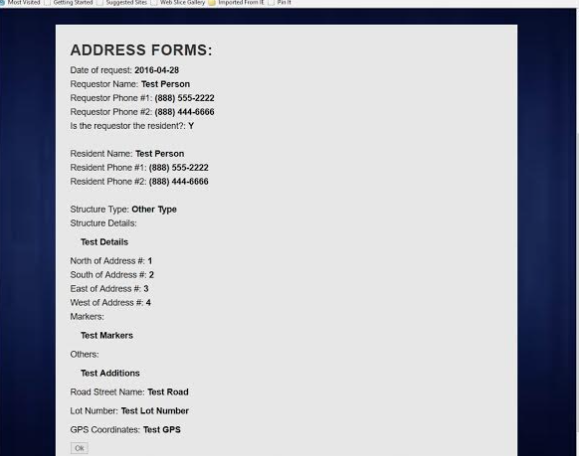 Most Visited Getting Started Suggested Sites Web Slice Gallery Imported From IE Pin It
ADDRESS FORMS:
Date of request: 2016-04-28
Requestor Name: Test Person
Requestor Phone #1: (888) 555-2222
Requestor Phone #2: (888) 444-6666
Is the requestor the resident?: Y
Resident Name: Test Person
Resident Phone #1: (888) 555-2222
Resident Phone #2: (888) 444-6666
Structure Type: Other Type
Structure Details:
Test Details
North of Address #: 1
South of Address #: 2
East of Address #: 3
West of Address #: 4
Markers:
Test Markers
Others:
Test Additions
Road Street Name: Test Road
Lot Number: Test Lot Number
GPS Coordinates: Test GPS
Ok